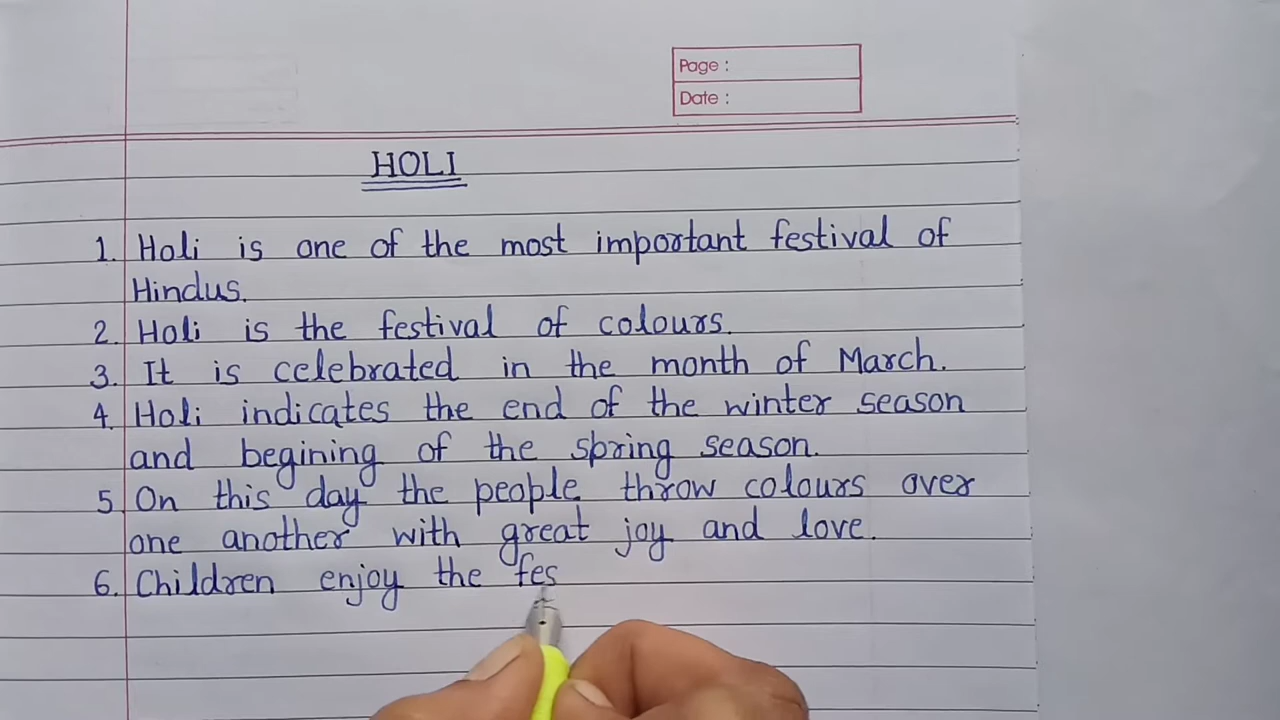 Page :
Date :
HOLI
1. Holi is one of the most important festival of
Hindus.
2. Holi is the festival of colours.
3. It is celebrated in the month of March.
4. Holi indicates the end of the winter season
and begining of the spring season.
5. On this day the people throw colours over
one another with great joy and love.
6. Children enjoy the fes